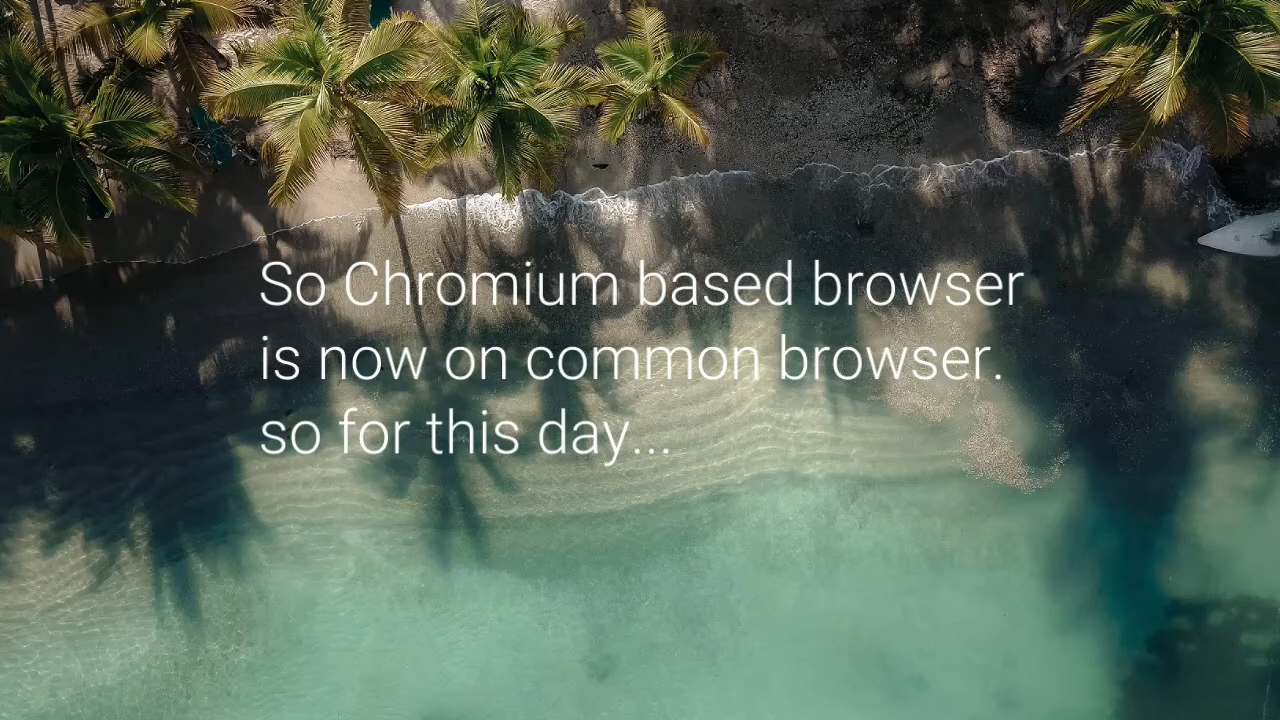 So Chromium based browser
is now on common browser.
so for this day...